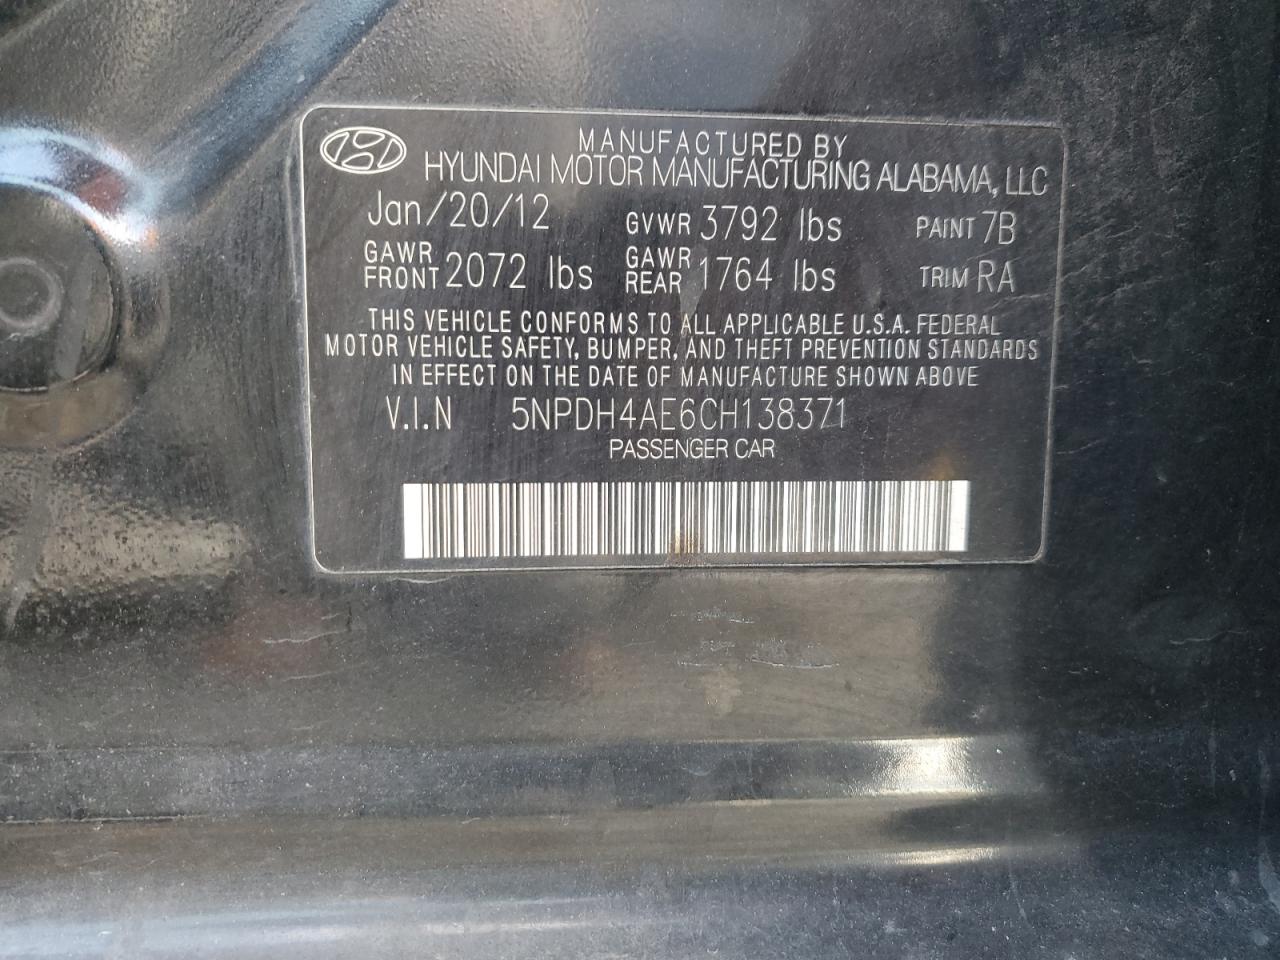 MANUFACTURED BY
HYUNDAI MOTOR MANUFACTURING ALABAMA, LLC
Jan/20/12 GVWR 3792 lbs PAINT 7B
GAWR FRONT 2072 lbs GAWR REAR 1764 lbs TRIM RA
THIS VEHICLE CONFORMS TO ALL APPLICABLE U.S.A. FEDERAL
MOTOR VEHICLE SAFETY, BUMPER, AND THEFT PREVENTION STANDARDS
IN EFFECT ON THE DATE OF MANUFACTURE SHOWN ABOVE
V.I.N 5NPDH4AE6CH138371
PASSENGER CAR